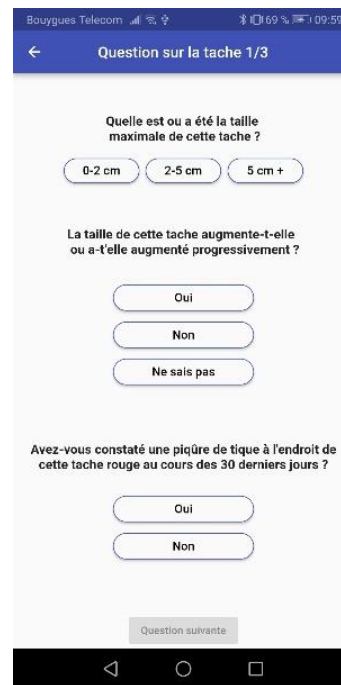 Bouygues Telecom 69 % 09:59
Question sur la tache 1/3
Quelle est ou a été la taille
maximale de cette tache ?
0-2 cm 2-5 cm 5 cm +
La taille de cette tache augmente-t-elle
ou a-t'elle augmenté progressivement ?
Oui
Non
Ne sais pas
Avez-vous constaté une piqûre de tique à l'endroit de
cette tache rouge au cours des 30 derniers jours ?
Oui
Non
Question suivante